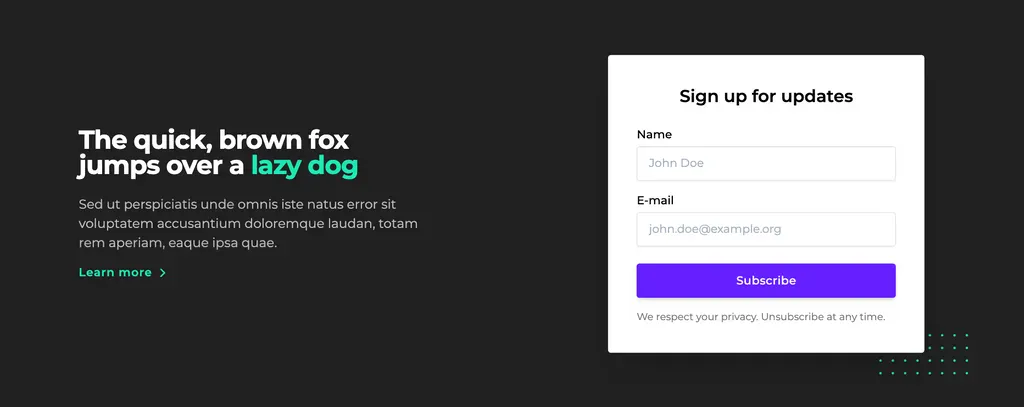 The quick, brown fox
jumps over a lazy dog
Sed ut perspiciatis unde omnis iste natus error sit
voluptatem accusantium doloremque laudan, totam
rem aperiam, eaque ipsa quae.
Learn more
Sign up for updates
Name
John Doe
E-mail
john.doe@example.org
Subscribe
We respect your privacy. Unsubscribe at any time.